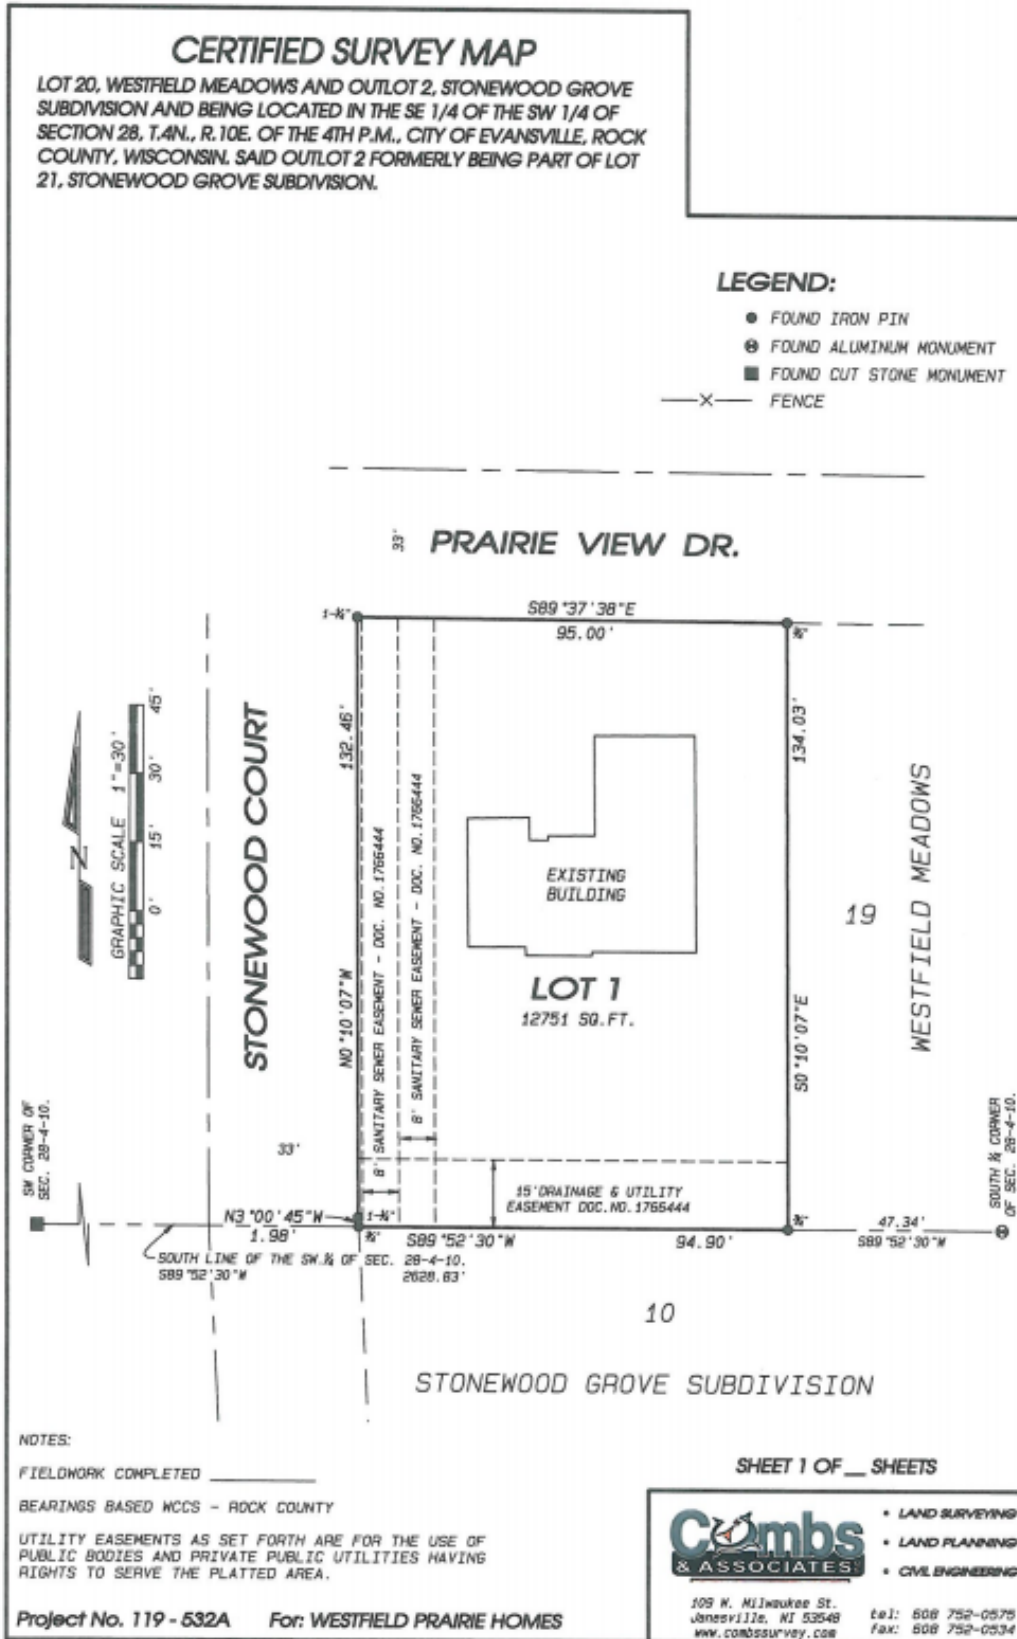 CERTIFIED SURVEY MAP
LOT 20, WESTFIELD MEADOWS AND OUTLOT 2, STONEWOOD GROVE
SUBDIVISION AND BEING LOCATED IN THE SE 1/4 OF THE SW 1/4 OF
SECTION 28, T.4N., R.10E. OF THE 4TH P.M., CITY OF EVANSVILLE, ROCK
COUNTY, WISCONSIN. SAID OUTLOT 2 FORMERLY BEING PART OF LOT
21, STONEWOOD GROVE SUBDIVISION.
LEGEND:
FOUND IRON PIN
FOUND ALUMINUM MONUMENT
FOUND CUT STONE MONUMENT
FENCE
33'
PRAIRIE VIEW DR.
S89°37'38"E
95.00'
132.46'
N0°10'07"W
134.03'
S0°10'07"E
GRAPHIC SCALE 1"=30'
0' 15' 30' 45'
N
STONEWOOD COURT
8' SANITARY SEWER EASEMENT - DOC. NO.1766444
8' SANITARY SEWER EASEMENT - DOC. NO.1766444
EXISTING
BUILDING
LOT 1
12751 SQ.FT.
19
WESTFIELD MEADOWS
SW CORNER OF
SEC. 28-4-10.
33'
15'DRAINAGE & UTILITY
EASEMENT DOC.NO.1766444
SOUTH ¼ CORNER
OF SEC. 28-4-10.
N3°00'45"W
1.98'
S89°52'30"W
94.90'
47.34'
S89°52'30"W
SOUTH LINE OF THE SW.¼ OF SEC. 28-4-10.
S89°52'30"W
2628.83'
10
STONEWOOD GROVE SUBDIVISION
NOTES:
FIELDWORK COMPLETED
BEARINGS BASED WCCS - ROCK COUNTY
UTILITY EASEMENTS AS SET FORTH ARE FOR THE USE OF
PUBLIC BODIES AND PRIVATE PUBLIC UTILITIES HAVING
RIGHTS TO SERVE THE PLATTED AREA.
Project No. 119 - 532A For: WESTFIELD PRAIRIE HOMES
SHEET 1 OF __ SHEETS
Combs
& ASSOCIATES
• LAND SURVEYING
• LAND PLANNING
• CIVIL ENGINEERING
109 W. Milwaukee St.
Janesville, WI 53548
www.combssurvey.com
tel: 608 752-0575
fax: 608 752-0534